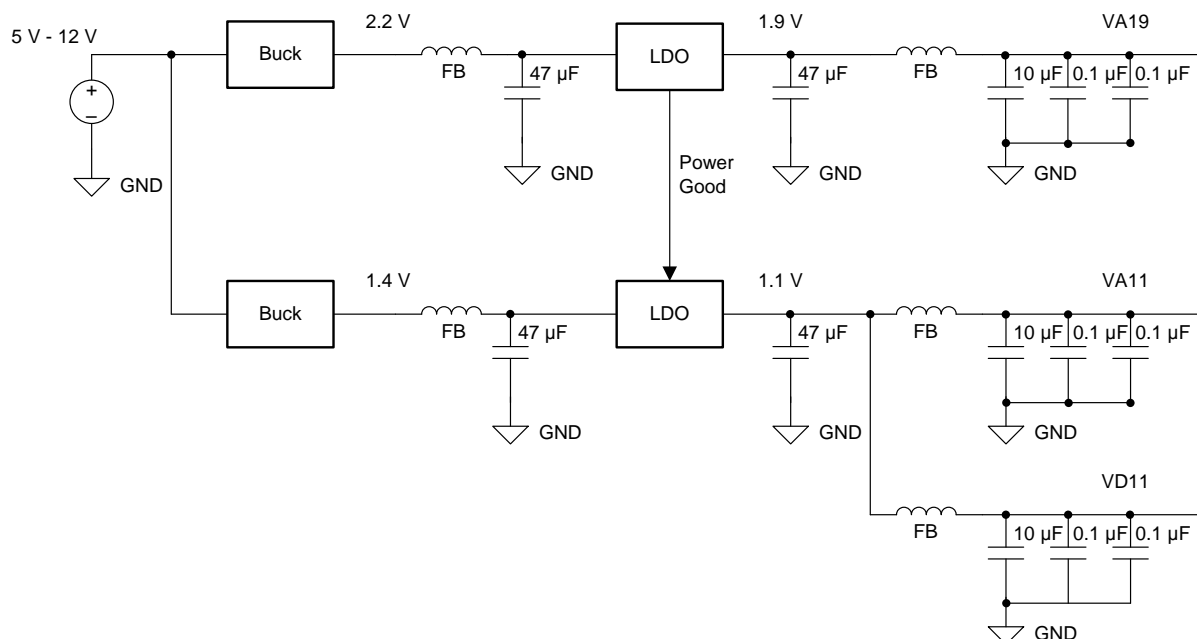 5 V - 12 V
+
−
GND
Buck
2.2 V
FB
47 µF
GND
LDO
1.9 V
47 µF
GND
FB
VA19
10 µF
0.1 µF
0.1 µF
GND
Power
Good
Buck
1.4 V
FB
47 µF
GND
LDO
1.1 V
47 µF
GND
FB
VA11
10 µF
0.1 µF
0.1 µF
GND
FB
VD11
10 µF
0.1 µF
0.1 µF
GND